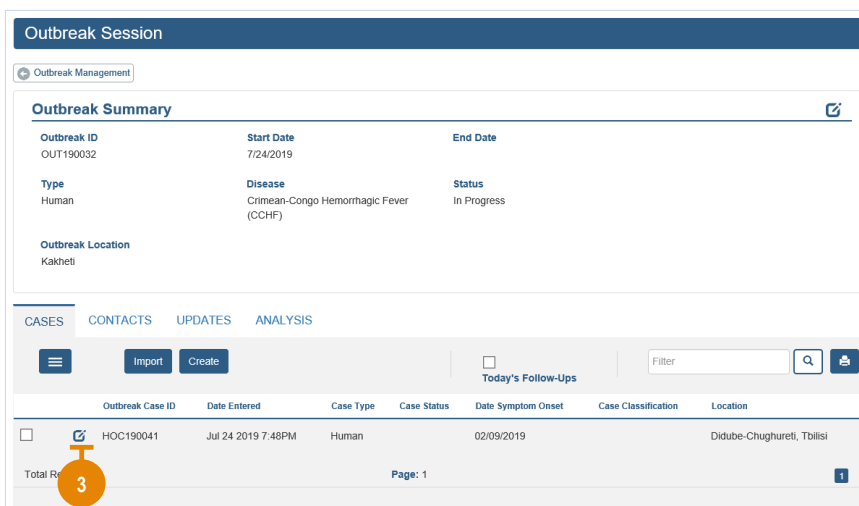 Outbreak Session
Outbreak Management
Outbreak Summary
Outbreak ID Start Date End Date
OUT190032 7/24/2019
Type Disease Status
Human Crimean-Congo Hemorrhagic Fever In Progress
(CCHF)
Outbreak Location
Kakheti
CASES CONTACTS UPDATES ANALYSIS
Import Create Filter
Today's Follow-Ups
Outbreak Case ID Date Entered Case Type Case Status Date Symptom Onset Case Classification Location
HOC190041 Jul 24 2019 7:48PM Human 02/09/2019 Didube-Chughureti, Tbilisi
Total Page: 1 1
3